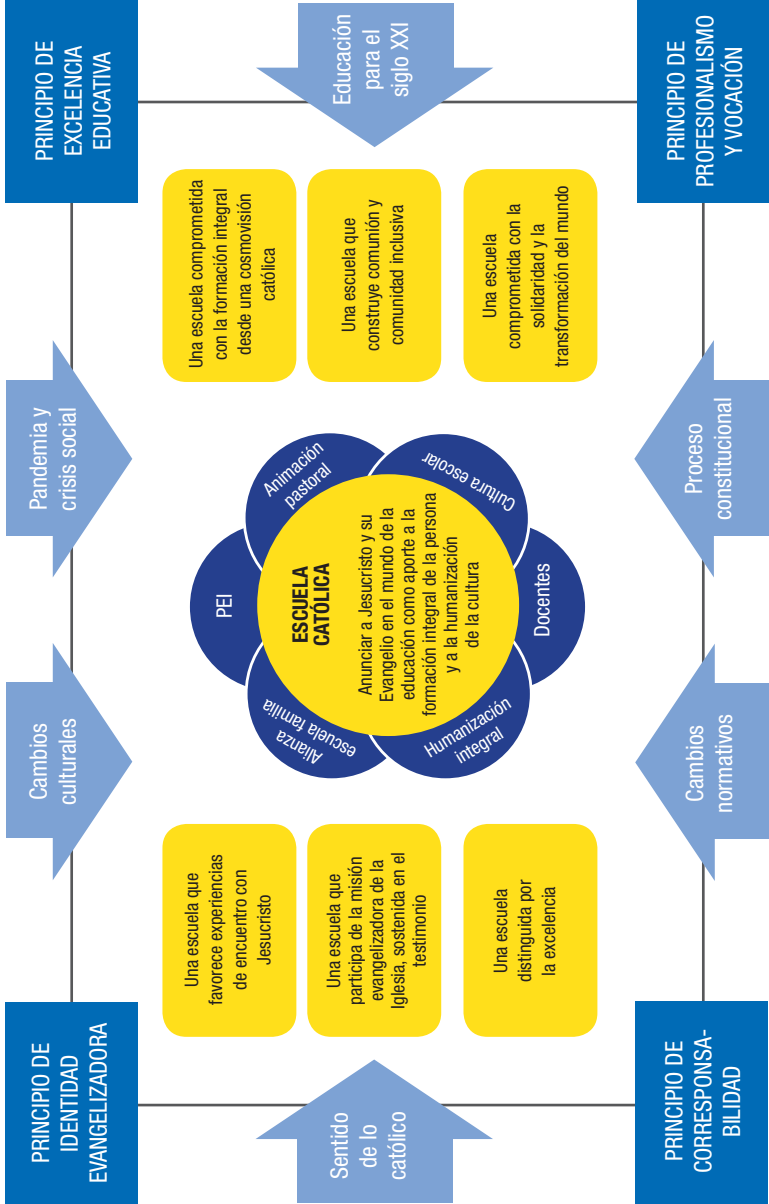 PRINCIPIO DE
IDENTIDAD
EVANGELIZADORA
Cambios
culturales
Pandemia y
crisis social
PRINCIPIO DE
EXCELENCIA
EDUCATIVA
Sentido
de lo
católico
Una escuela que
favorece experiencias
de encuentro con
Jesucristo
Una escuela que
participa de la misión
evangelizadora de la
Iglesia, sostenida en el
testimonio
Una escuela
distinguida por
la excelencia
Alianza
escuela familia
PEI
Animación
pastoral
ESCUELA
CATÓLICA
Anunciar a Jesucristo y su
Evangelio en el mundo de la
educación como aporte a la
formación integral de la persona
y a la humanización
de la cultura
Humanización
integral
Docentes
Cultura escolar
Una escuela comprometida
con la formación integral
desde una cosmovisión
católica
Una escuela que
construye comunión y
comunidad inclusiva
Una escuela
comprometida con la
solidaridad y la
transformación del mundo
Educación
para el
siglo XXI
PRINCIPIO DE
CORRESPONSA-
BILIDAD
Cambios
normativos
Proceso
constitucional
PRINCIPIO DE
PROFESIONALISMO
Y VOCACIÓN